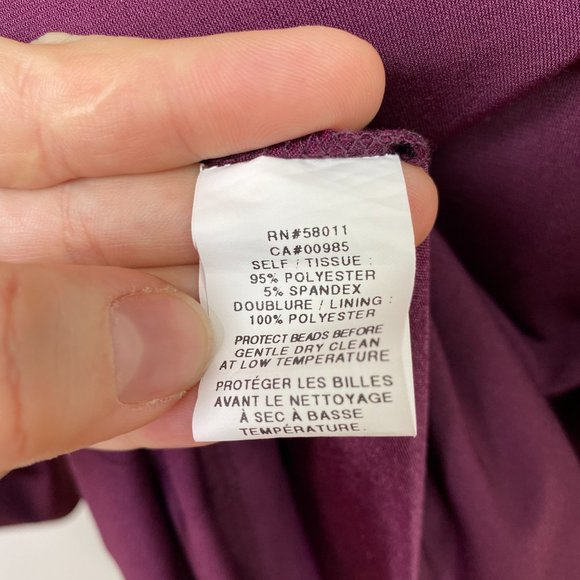 RN#58011
CA#00985
SELF / TISSUE :
95% POLYESTER
5% SPANDEX
DOUBLURE / LINING :
100% POLYESTER
PROTECT BEADS BEFORE
GENTLE DRY CLEAN
AT LOW TEMPERATURE
PROTÉGER LES BILLES
AVANT LE NETTOYAGE
À SEC À BASSE
TEMPÉRATURE.